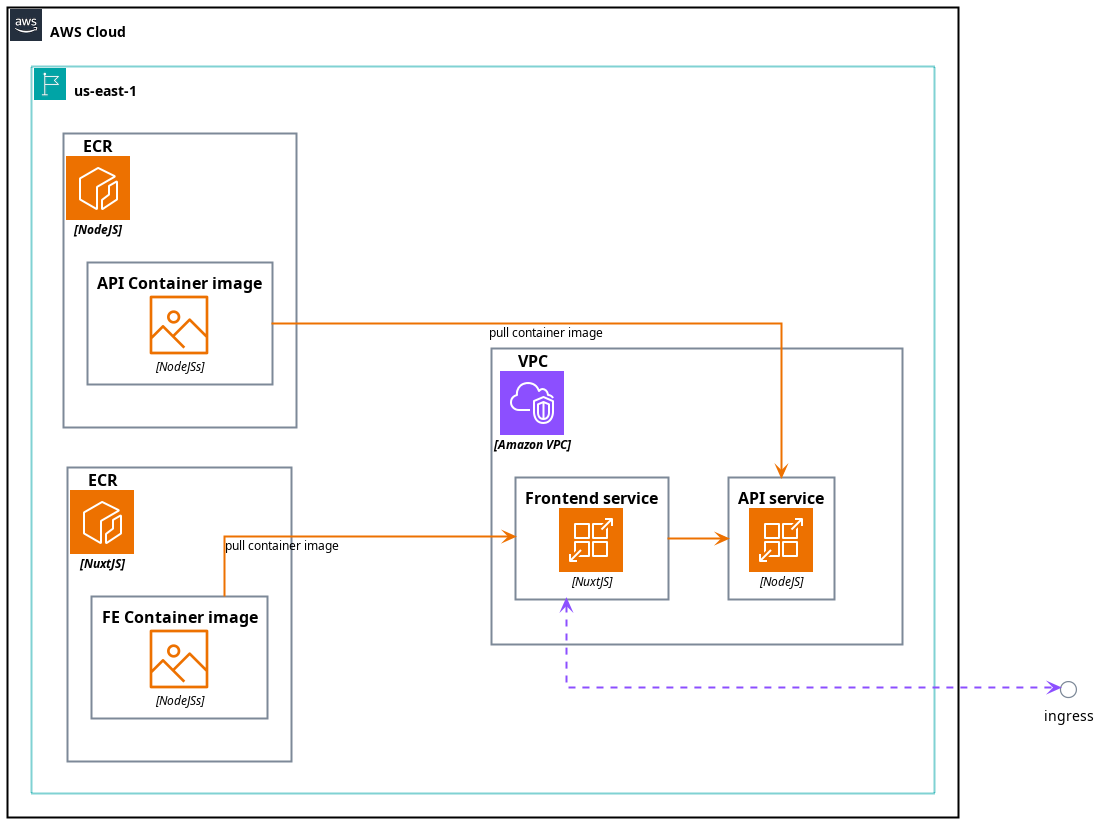 aws
AWS Cloud
us-east-1
ECR
[NodeJS]
API Container image
[NodeJSs]
pull container image
VPC
[Amazon VPC]
ECR
[NuxtJS]
pull container image
Frontend service
[NuxtJS]
API service
[NodeJS]
FE Container image
[NodeJSs]
ingress